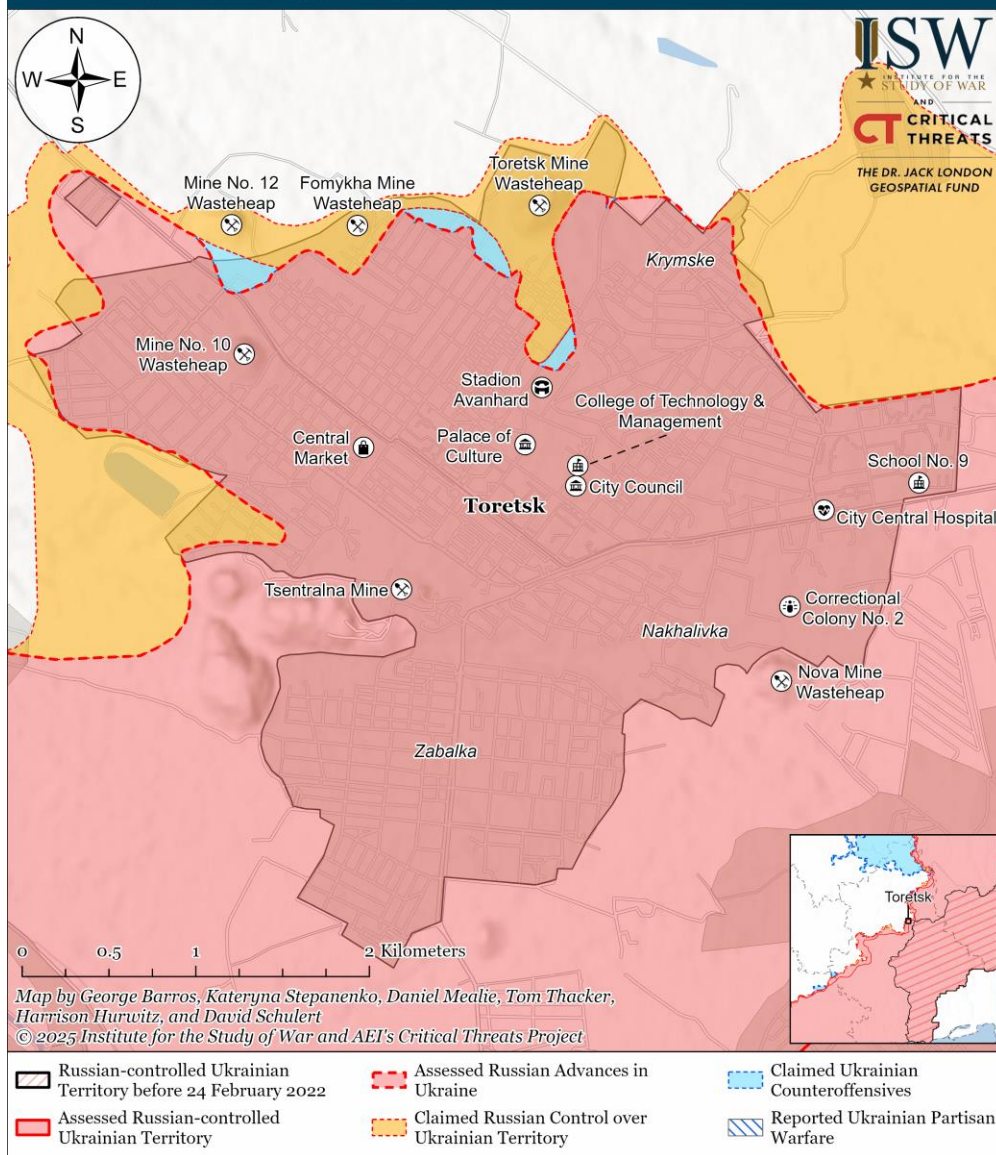 N
W
E
S
ISW
INSTITUTE FOR THE
STUDY OF WAR
AND
CT CRITICAL
THREATS
THE DR. JACK LONDON
GEOSPATIAL FUND
Mine No. 12
Wasteheap
Fomykha Mine
Wasteheap
Toretsk Mine
Wasteheap
Krymske
Mine No. 10
Wasteheap
Stadion
Avanhard
College of Technology &
Management
Central
Market
Palace of
Culture
City Council
School No. 9
Toretsk
City Central Hospital
Tsentralna Mine
Correctional
Colony No. 2
Nakhalivka
Nova Mine
Wasteheap
Zabalka
Toretsk
0 0.5 1 2 Kilometers
Map by George Barros, Kateryna Stepanenko, Daniel Mealie, Tom Thacker,
Harrison Hurwitz, and David Schulert
© 2025 Institute for the Study of War and AEI's Critical Threats Project
Russian-controlled Ukrainian
Territory before 24 February 2022
Assessed Russian-controlled
Ukrainian Territory
Assessed Russian Advances in
Ukraine
Claimed Russian Control over
Ukrainian Territory
Claimed Ukrainian
Counteroffensives
Reported Ukrainian Partisan
Warfare